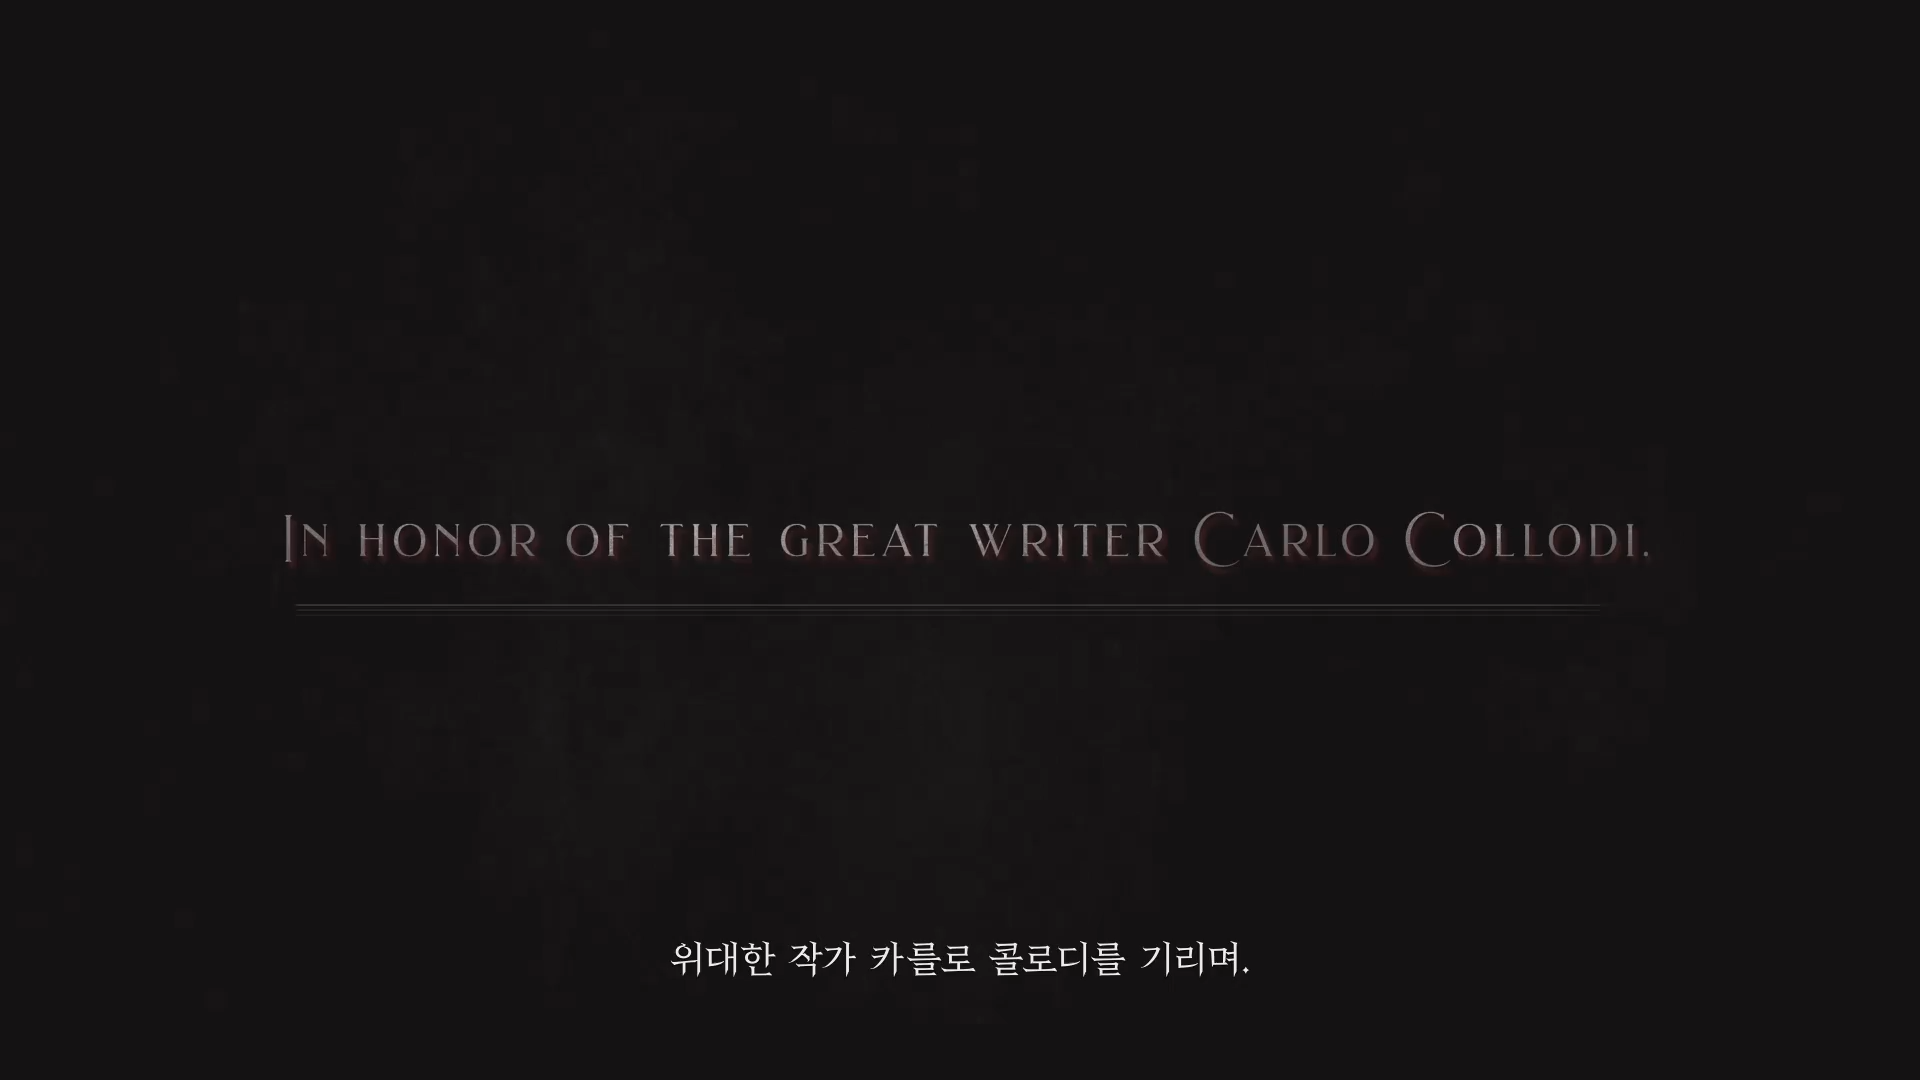 In honor of the great writer Carlo Collodi.
위대한 작가 카를로 콜로디를 기리며.